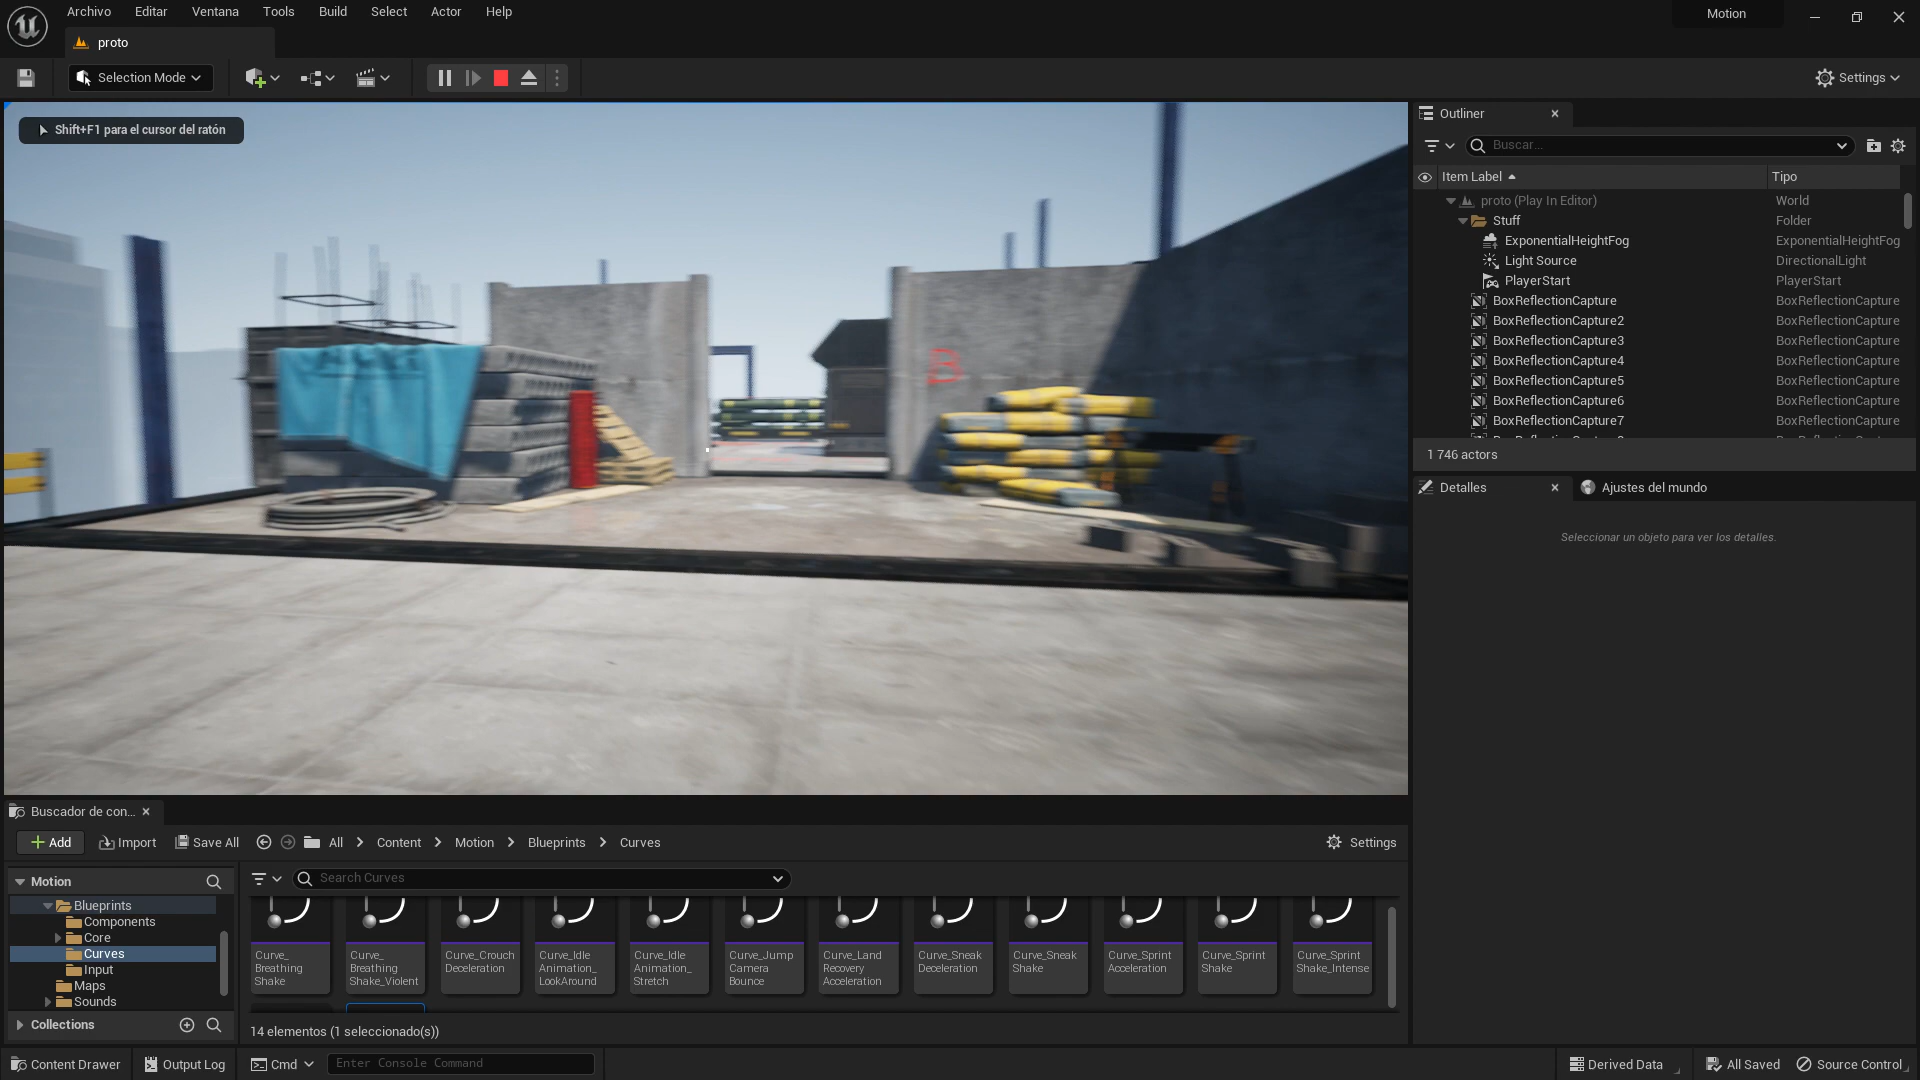 Archivo Editar Ventana Tools Build Select Actor Help
Motion
proto
Selection Mode
Settings
Shift+F1 para el cursor del ratón
B
Outliner
Buscar...
Item Label Tipo
proto (Play In Editor) World
Stuff Folder
ExponentialHeightFog ExponentialHeightFog
Light Source DirectionalLight
PlayerStart PlayerStart
BoxReflectionCapture BoxReflectionCapture
BoxReflectionCapture2 BoxReflectionCapture
BoxReflectionCapture3 BoxReflectionCapture
BoxReflectionCapture4 BoxReflectionCapture
BoxReflectionCapture5 BoxReflectionCapture
BoxReflectionCapture6 BoxReflectionCapture
BoxReflectionCapture7 BoxReflectionCapture
1 746 actors
Detalles Ajustes del mundo
Seleccionar un objeto para ver los detalles.
Buscador de con...
Add Import Save All All Content Motion Blueprints Curves Settings
Motion
Blueprints
Components
Core
Curves
Input
Maps
Sounds
Collections
Search Curves
Curve_
Breathing
Shake
Curve_
Breathing
Shake_Violent
Curve_Crouch
Deceleration
Curve_Idle
Animation_
LookAround
Curve_Idle
Animation_
Stretch
Curve_Jump
Camera
Bounce
Curve_Land
Recovery
Acceleration
Curve_Sneak
Deceleration
Curve_Sneak
Shake
Curve_Sprint
Acceleration
Curve_Sprint
Shake
Curve_Sprint
Shake_Intense
14 elementos (1 seleccionado(s))
Content Drawer Output Log Cmd Enter Console Command Derived Data All Saved Source Control